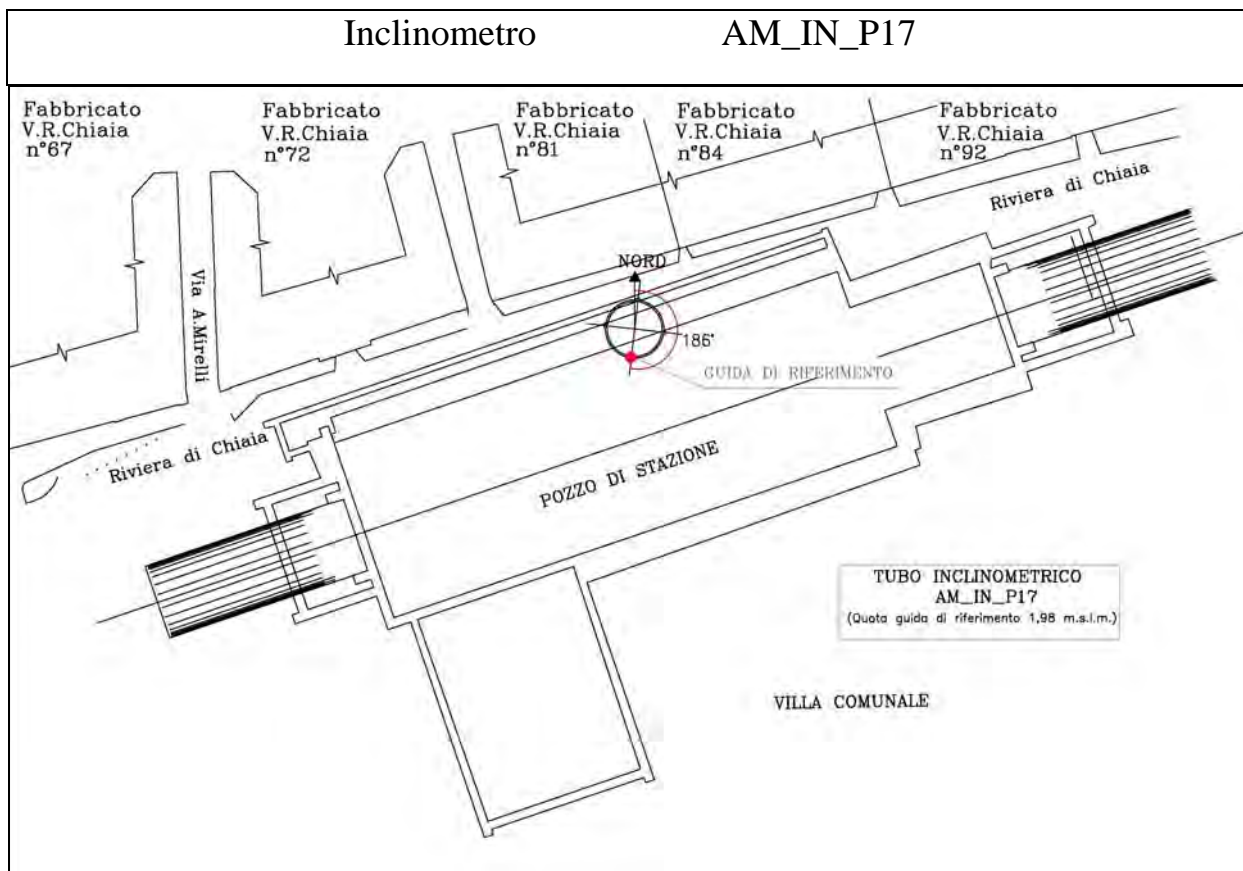 Inclinometro AM_IN_P17
Fabbricato
V.R.Chiaia
n°67
Fabbricato
V.R.Chiaia
n°72
Fabbricato
V.R.Chiaia
n°81
Fabbricato
V.R.Chiaia
n°84
Fabbricato
V.R.Chiaia
n°92
Riviera di Chiaia
NORD
Via A.Mirelli
186°
GUIDA DI RIFERIMENTO
Riviera di Chiaia
POZZO DI STAZIONE
TUBO INCLINOMETRICO
AM_IN_P17
(Quota guida di riferimento 1,98 m.s.l.m.)
VILLA COMUNALE